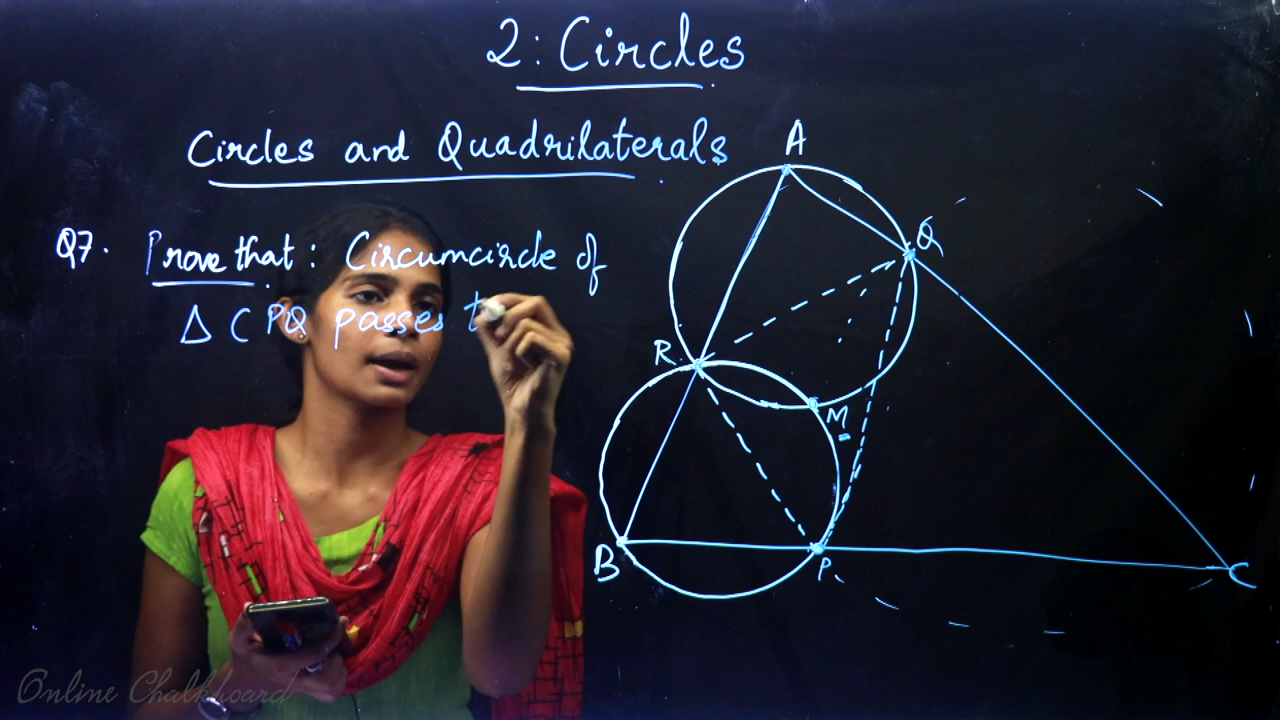 2: Circles
Circles and Quadrilaterals
Q7. Prove that: Circumcircle of
Δ CPQ passes t
A
Q
R
M
B
P
C
Online Chalkboard